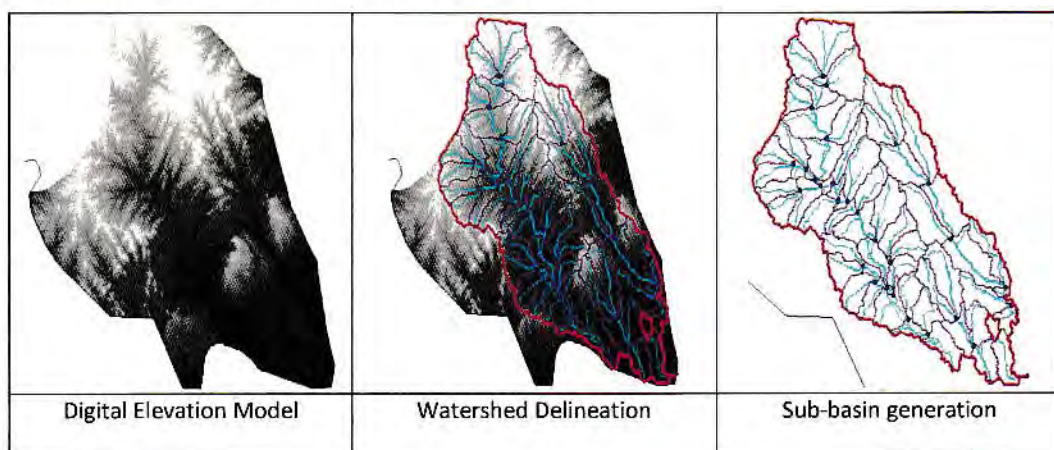 Digital Elevation Model
Watershed Delineation
Sub-basin generation